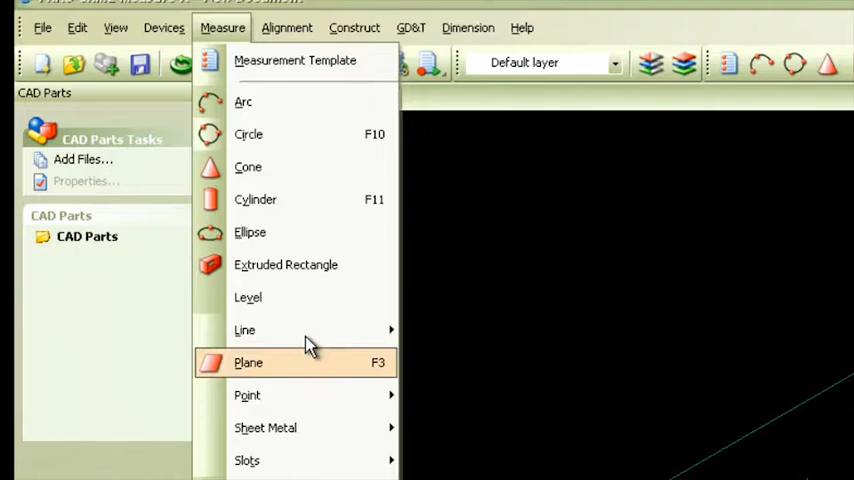 File Edit View Devices Measure Alignment Construct GD&T Dimension Help
Measurement Template
Default layer
CAD Parts
Arc
CAD Parts Tasks
Circle F10
Add Files...
Cone
Properties...
Cylinder F11
CAD Parts
Ellipse
CAD Parts
Extruded Rectangle
Level
Line
Plane F3
Point
Sheet Metal
Slots